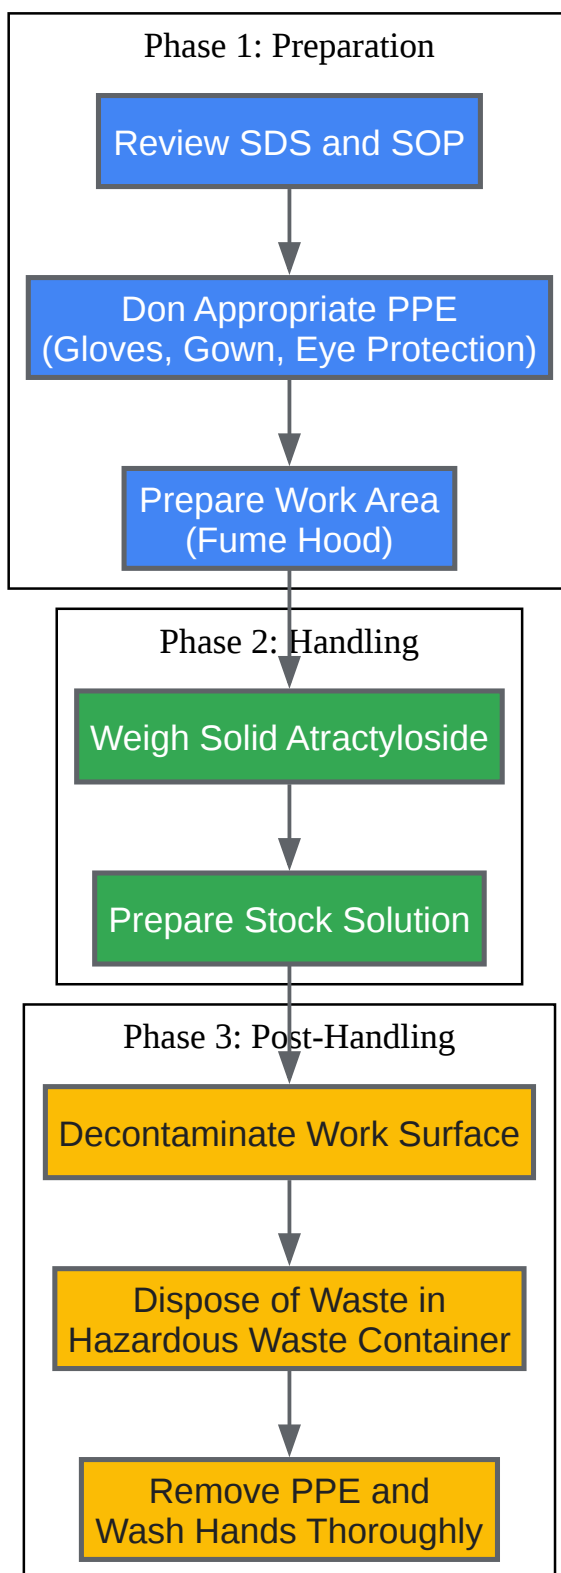 Phase 1: Preparation
Review SDS and SOP
Don Appropriate PPE
(Gloves, Gown, Eye Protection)
Prepare Work Area
(Fume Hood)
Phase 2: Handling
Weigh Solid Atractyloside
Prepare Stock Solution
Phase 3: Post-Handling
Decontaminate Work Surface
Dispose of Waste in
Hazardous Waste Container
Remove PPE and
Wash Hands Thoroughly